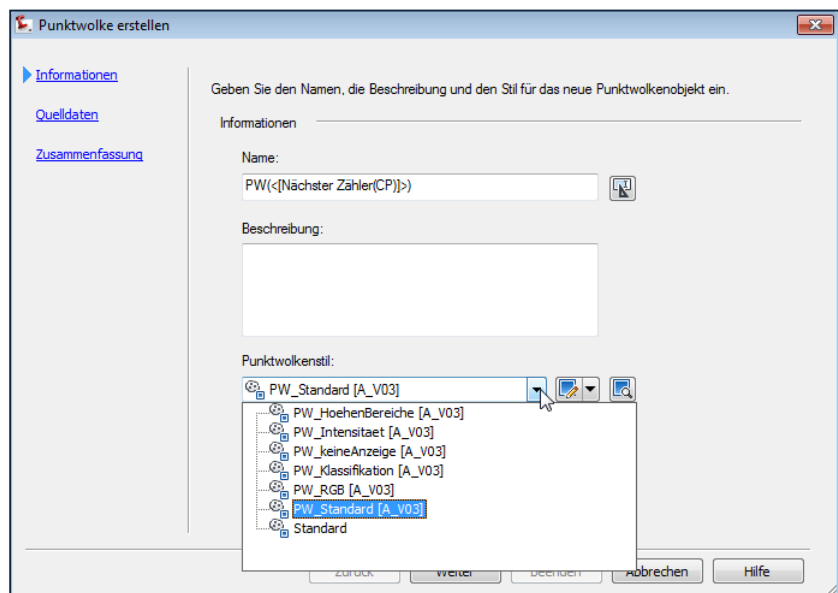 Punktwolke erstellen
Informationen
Quelldaten
Zusammenfassung
Geben Sie den Namen, die Beschreibung und den Stil für das neue Punktwolkenobjekt ein.
Informationen
Name:
PW(<[Nächster Zähler(CP)]>)
Beschreibung:
Punktwolkenstil:
PW_Standard [A_V03]
PW_HoehenBereiche [A_V03]
PW_Intensitaet [A_V03]
PW_keineAnzeige [A_V03]
PW_Klassifikation [A_V03]
PW_RGB [A_V03]
PW_Standard [A_V03]
Standard
Zurück Weiter Beenden Abbrechen Hilfe